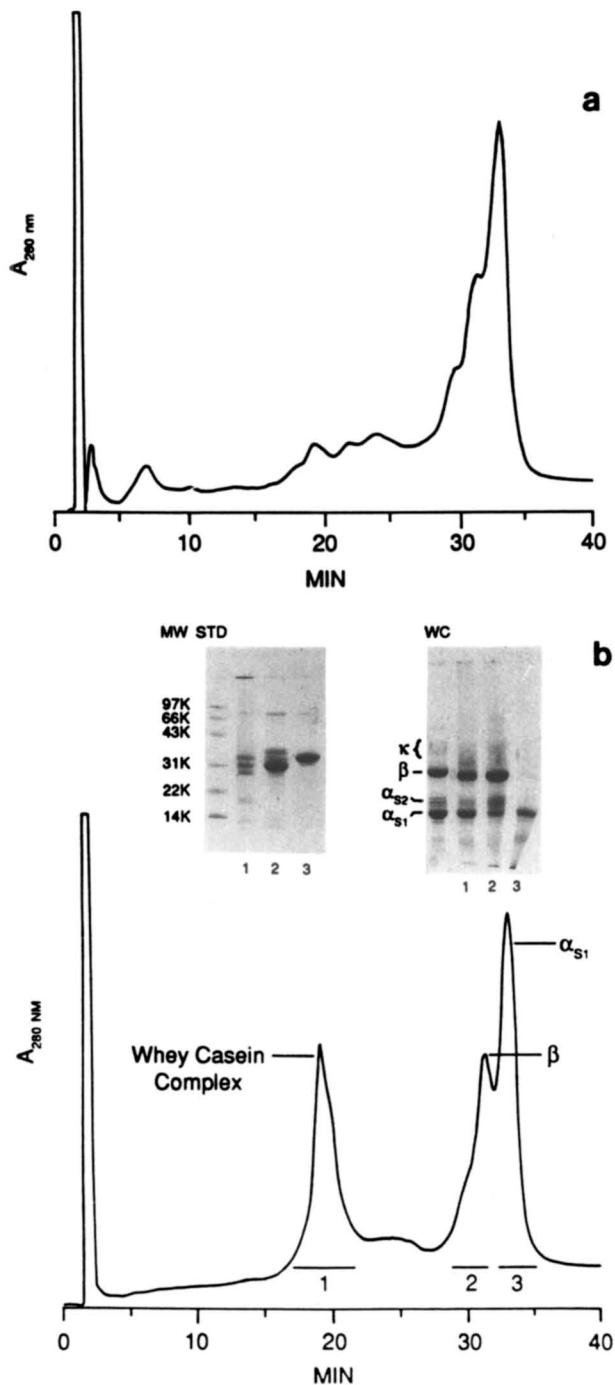 a
A280 nm
0 10 20 30 40
MIN
b
MW STD
97K
66K
43K
31K
22K
14K
1 2 3
WC
κ{
β
αS2
αS1
1 2 3
A280 NM
Whey Casein
Complex
αS1
β
1 2 3
0 10 20 30 40
MIN